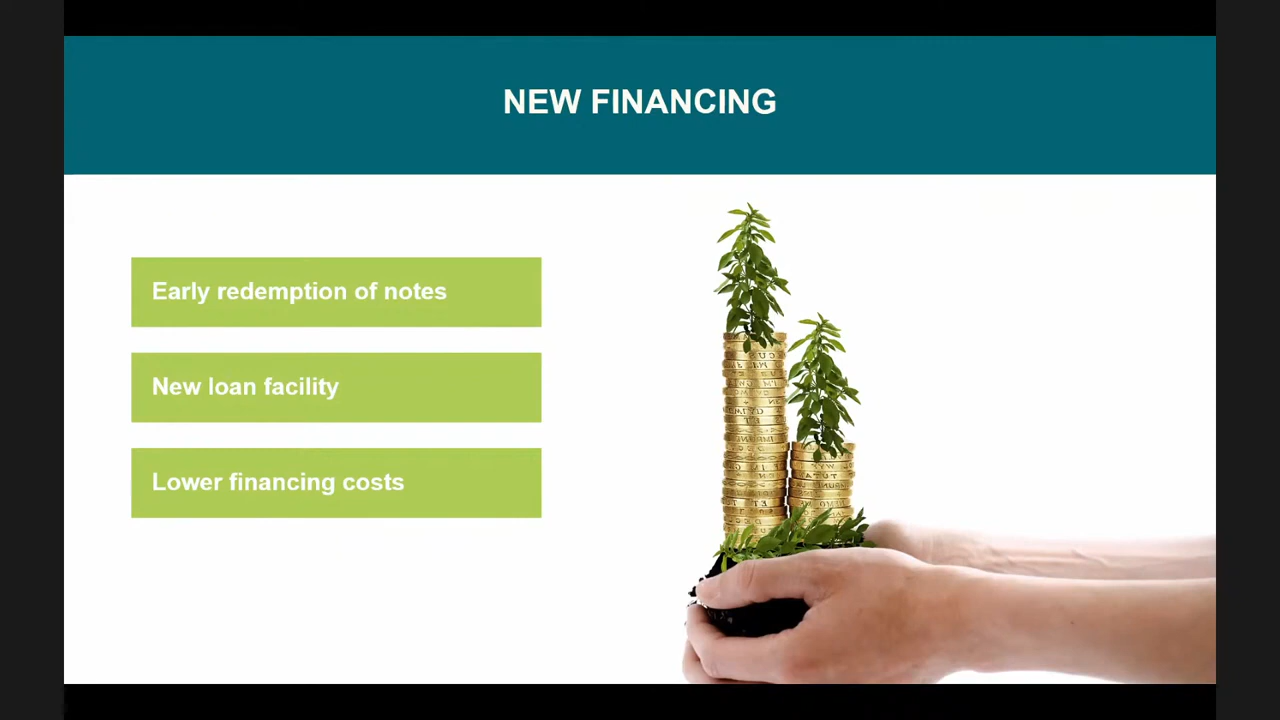 NEW FINANCING
Early redemption of notes
New loan facility
Lower financing costs